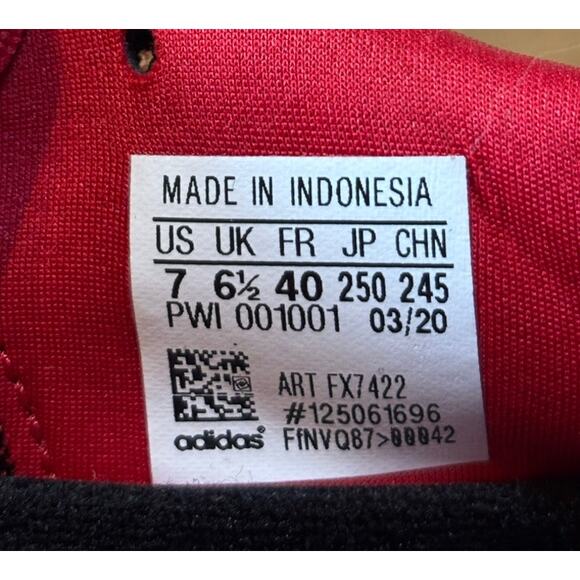 MADE IN INDONESIA
US UK FR JP CHN
7 6½ 40 250 245
PWI 001001 03/20
ART FX7422
#125061696
adidas FfNVQ87>00042